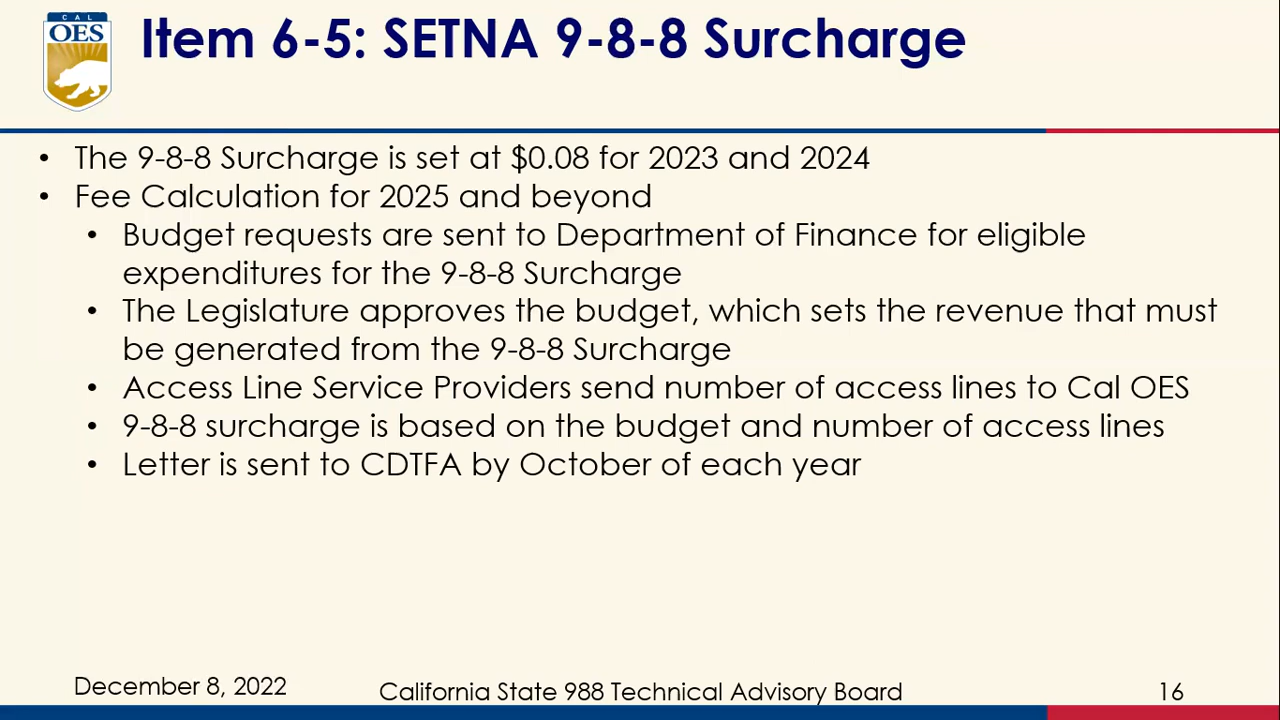 CAL
OES
Item 6-5: SETNA 9-8-8 Surcharge
• The 9-8-8 Surcharge is set at $0.08 for 2023 and 2024
• Fee Calculation for 2025 and beyond
• Budget requests are sent to Department of Finance for eligible
expenditures for the 9-8-8 Surcharge
• The Legislature approves the budget, which sets the revenue that must
be generated from the 9-8-8 Surcharge
• Access Line Service Providers send number of access lines to Cal OES
• 9-8-8 surcharge is based on the budget and number of access lines
• Letter is sent to CDTFA by October of each year
December 8, 2022
California State 988 Technical Advisory Board
16